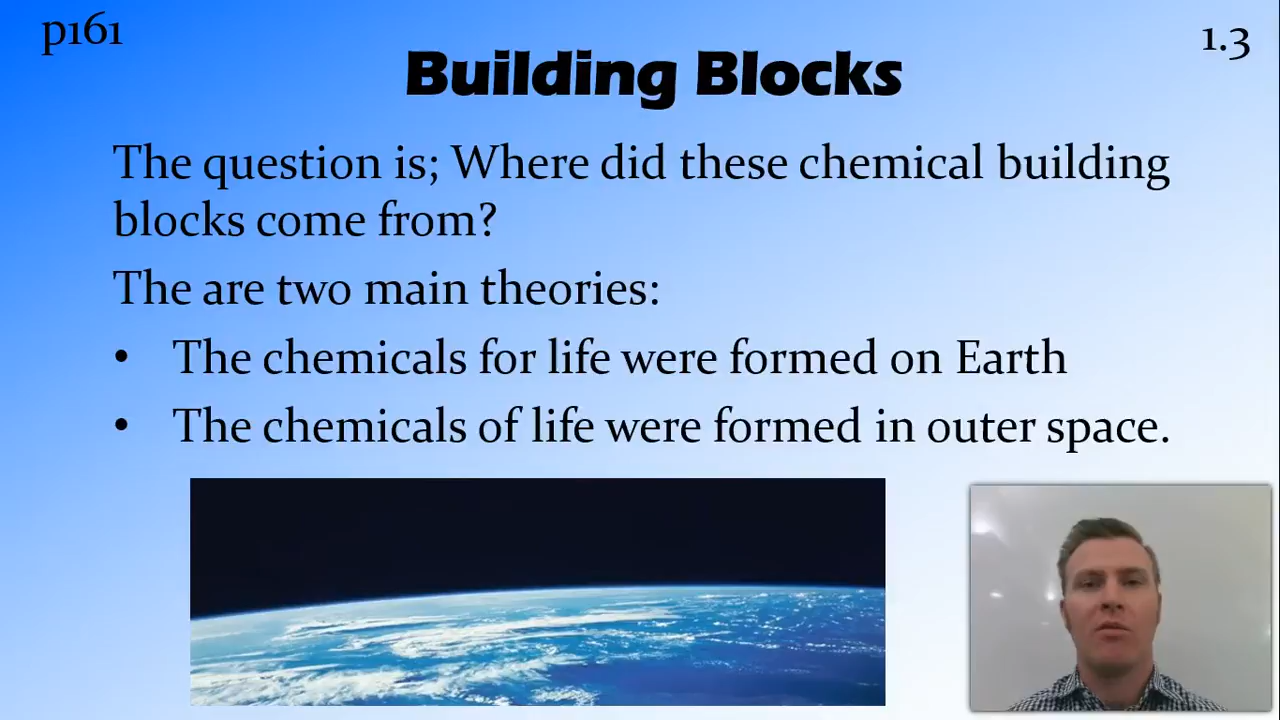 p161
1.3
Building Blocks
The question is; Where did these chemical building
blocks come from?
The are two main theories:
• The chemicals for life were formed on Earth
• The chemicals of life were formed in outer space.